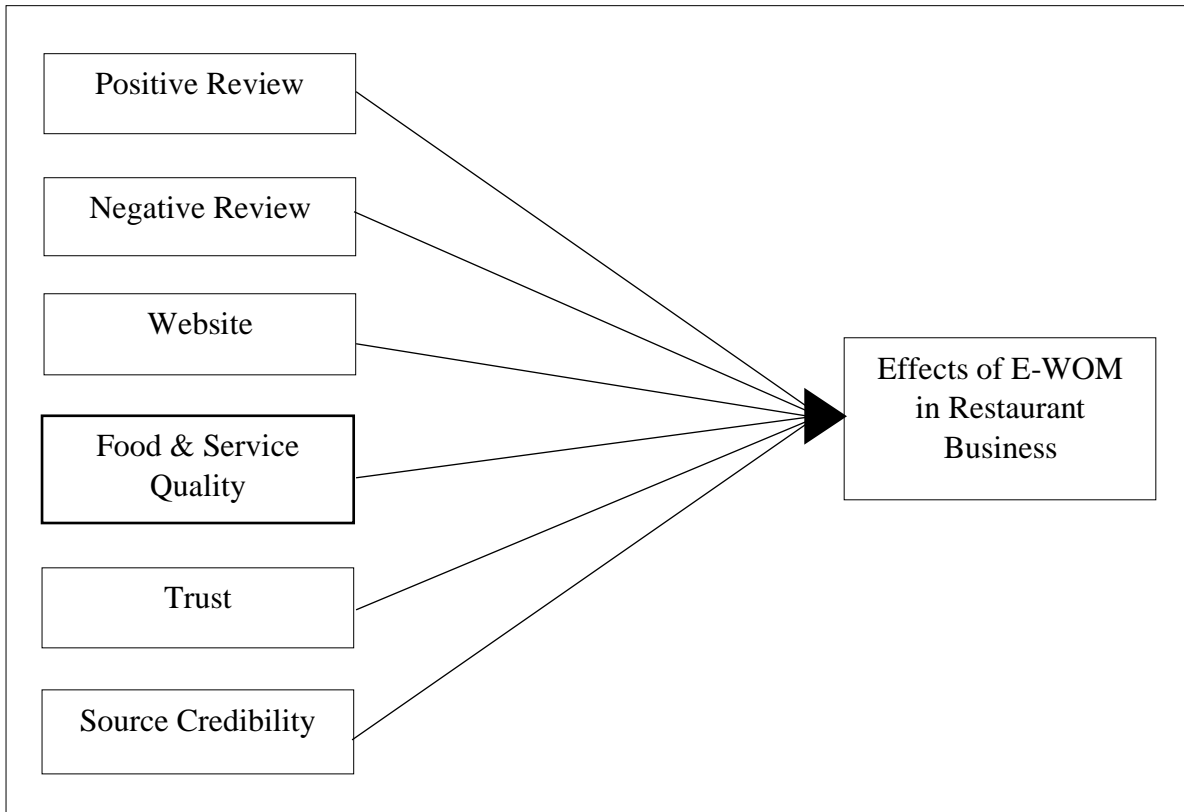 Positive Review
Negative Review
Website
Food & Service
Quality
Trust
Source Credibility
Effects of E-WOM
in Restaurant
Business